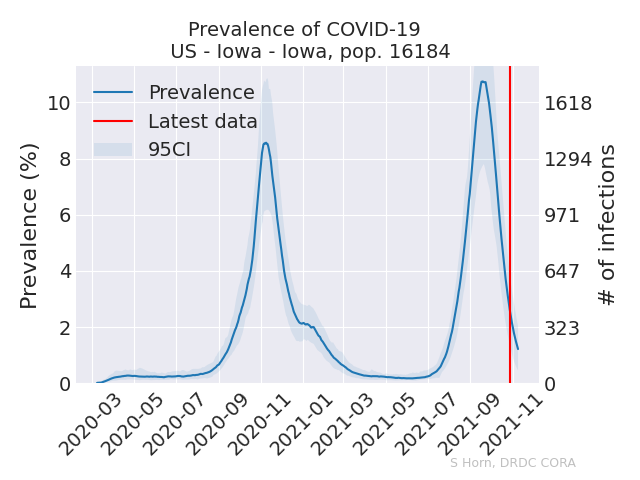 Prevalence of COVID-19
US - Iowa - Iowa, pop. 16184
Prevalence
Latest data
95CI
Prevalence (%)
10
8
6
4
2
0
# of infections
1618
1294
971
647
323
0
2020-03
2020-05
2020-07
2020-09
2020-11
2021-01
2021-03
2021-05
2021-07
2021-09
2021-11
S Horn, DRDC CORA